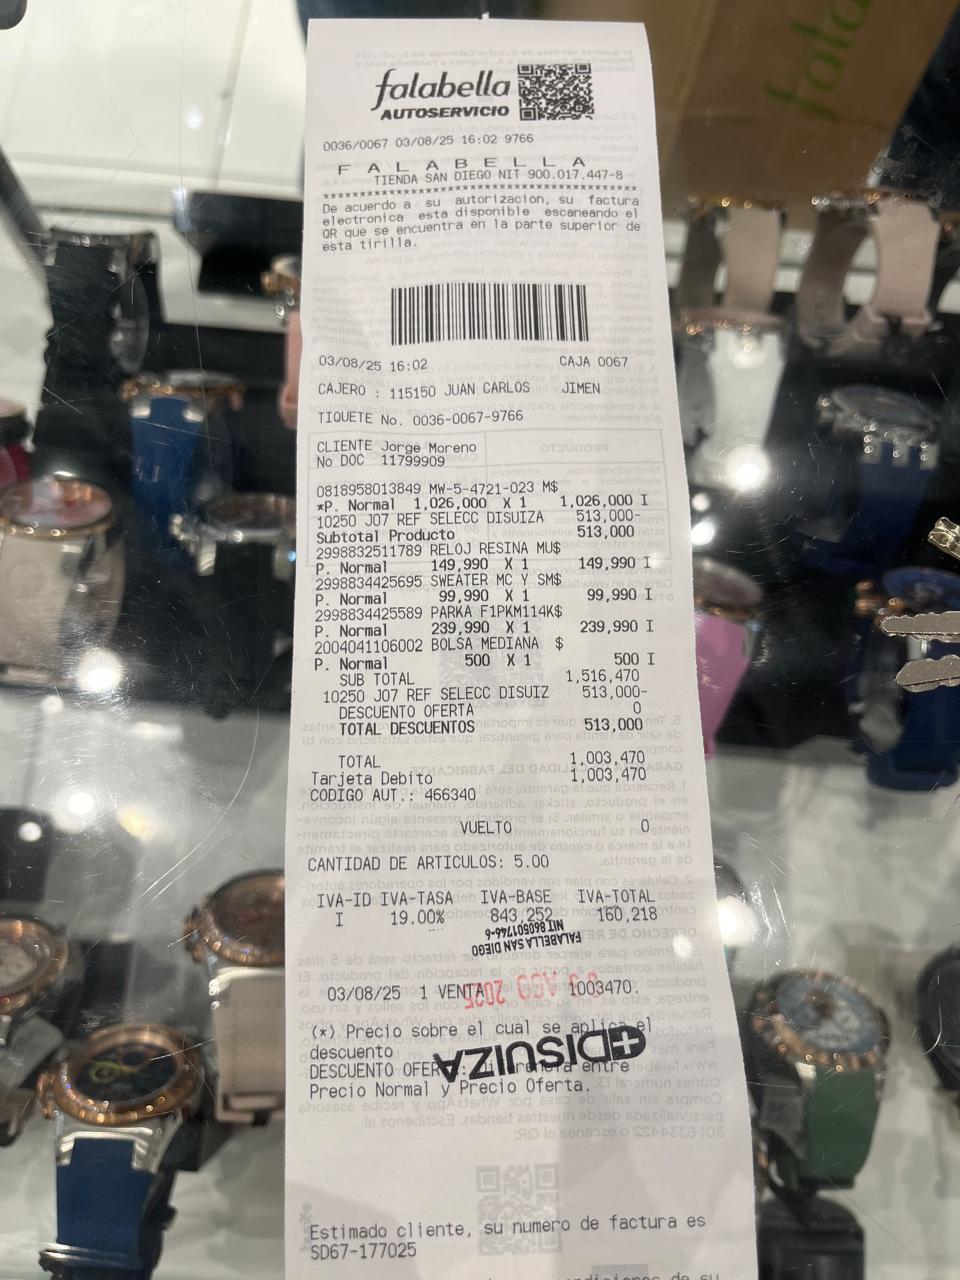 falabella
AUTOSERVICIO
0036/0067 03/08/25 16:02 9766
F A L A B E L L A
TIENDA SAN DIEGO NIT 900.017.447-8
****************************************
De acuerdo a su autorizacion, su factura
electronica esta disponible escaneando el
QR que se encuentra en la parte superior de
esta tirilla.
03/08/25 16:02 CAJA 0067
CAJERO : 115150 JUAN CARLOS JIMEN
TIQUETE No. 0036-0067-9766
CLIENTE Jorge Moreno
No DOC 11799909
0818958013849 MW-5-4721-023 M$
*P. Normal 1,026,000 X 1 1,026,000 I
10250 J07 REF SELECC DISUIZA 513,000-
Subtotal Producto 513,000
2998832511789 RELOJ RESINA MU$
P. Normal 149,990 X 1 149,990 I
2998834425695 SWEATER MC Y SM$
P. Normal 99,990 X 1 99,990 I
2998834425589 PARKA F1PKM114K$
P. Normal 239,990 X 1 239,990 I
2004041106002 BOLSA MEDIANA $
P. Normal 500 X 1 500 I
SUB TOTAL 1,516,470
10250 J07 REF SELECC DISUIZ 513,000-
DESCUENTO OFERTA 0
TOTAL DESCUENTOS 513,000
TOTAL 1,003,470
Tarjeta Debito 1,003,470
CODIGO AUT.: 466340
VUELTO 0
CANTIDAD DE ARTICULOS: 5.00
IVA-ID IVA-TASA IVA-BASE IVA-TOTAL
I 19.00% 843,252 160,218
FALABELLA SAN DIEGO
NIT 860501746-6
03/08/25 1 VENTA 1003470.
03 AGO 2025
(*) Precio sobre el cual se aplica el
descuento
DISUIZA
DESCUENTO OFERTA: Diferencia entre
Precio Normal y Precio Oferta.
Estimado cliente, su numero de factura es
SD67-177025